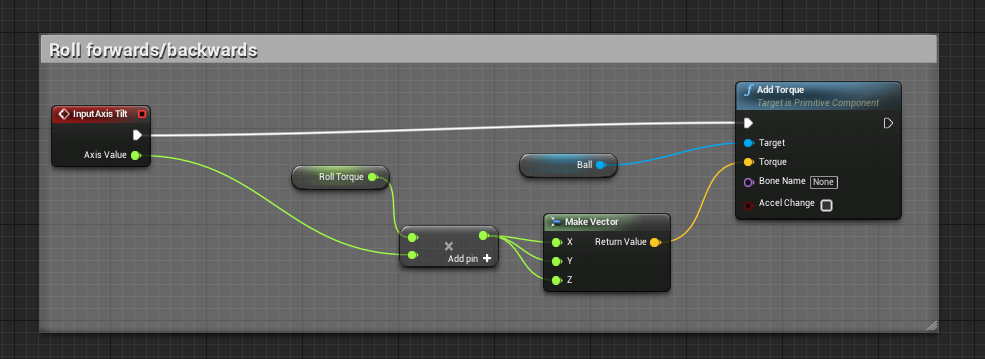 Roll forwards/backwards
InputAxis Tilt
Axis Value
Roll Torque
×
Add pin +
Ball
Make Vector
X Return Value
Y
Z
f Add Torque
Target is Primitive Component
Target
Torque
Bone Name None
Accel Change